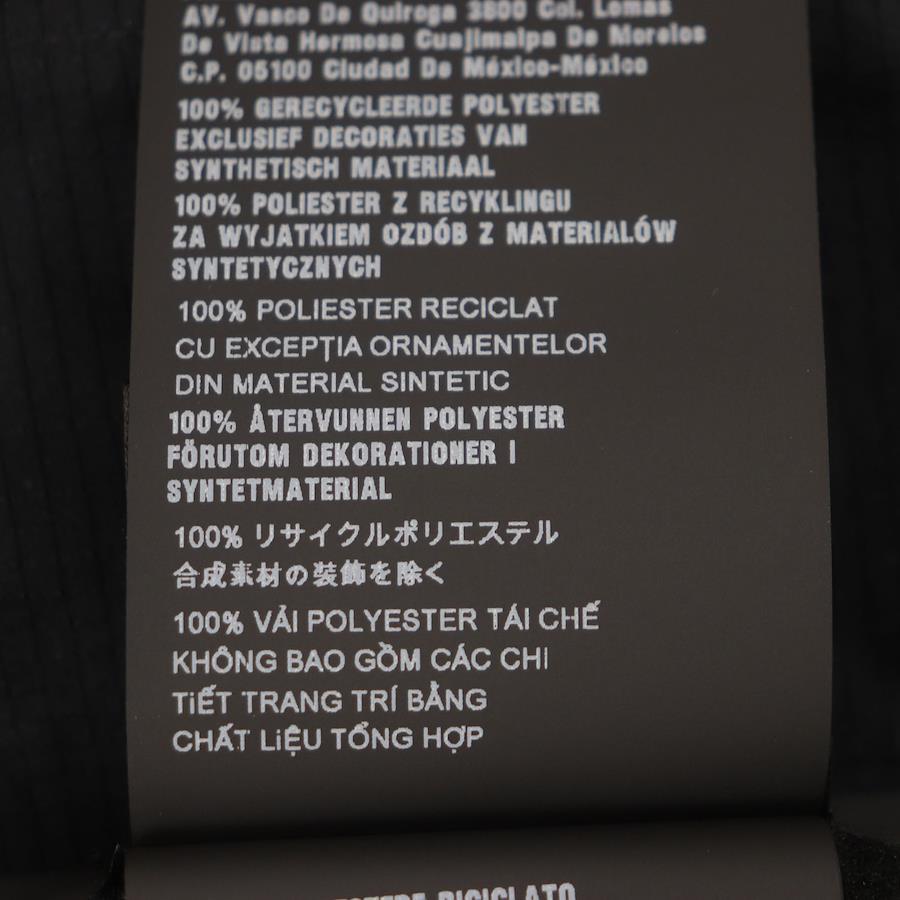 AV. Vasco De Quiroga 3800 Col. Lomas
De Vista Hermosa Cuajimalpa De Morelos
C.P. 05100 Ciudad De México-México
100% GERECYCLEERDE POLYESTER
EXCLUSIEF DECORATIES VAN
SYNTHETISCH MATERIAAL
100% POLIESTER Z RECYKLINGU
ZA WYJATKIEM OZDÓB Z MATERIALÓW
SYNTETYCZNYCH
100% POLIESTER RECICLAT
CU EXCEPȚIA ORNAMENTELOR
DIN MATERIAL SINTETIC
100% ÅTERVUNNEN POLYESTER
FÖRUTOM DEKORATIONER I
SYNTETMATERIAL
100% リサイクルポリエステル
合成素材の装飾を除く
100% VẢI POLYESTER TÁI CHẾ
KHÔNG BAO GỒM CÁC CHI
TiẾT TRANG TRÍ BẰNG
CHẤT LiỆU TỔNG HỢP
RICICLATO